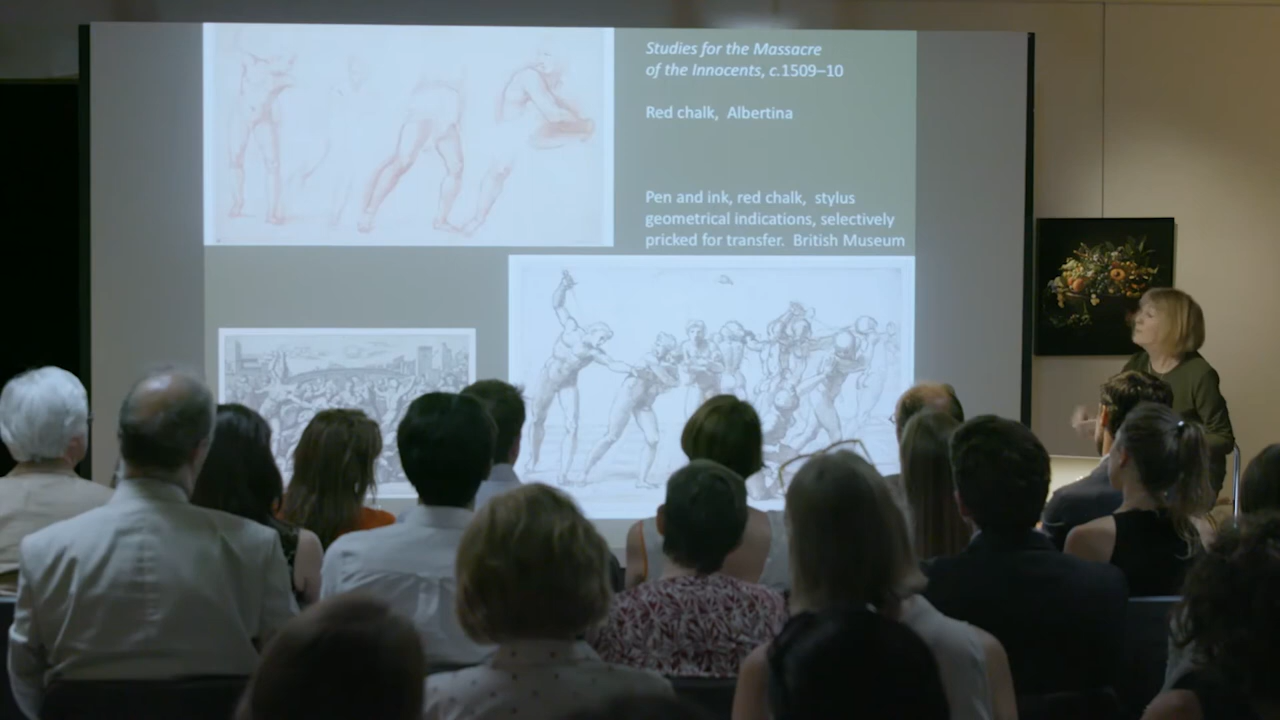 Studies for the Massacre
of the Innocents, c.1509–10
Red chalk, Albertina
Pen and ink, red chalk, stylus
geometrical indications, selectively
pricked for transfer. British Museum